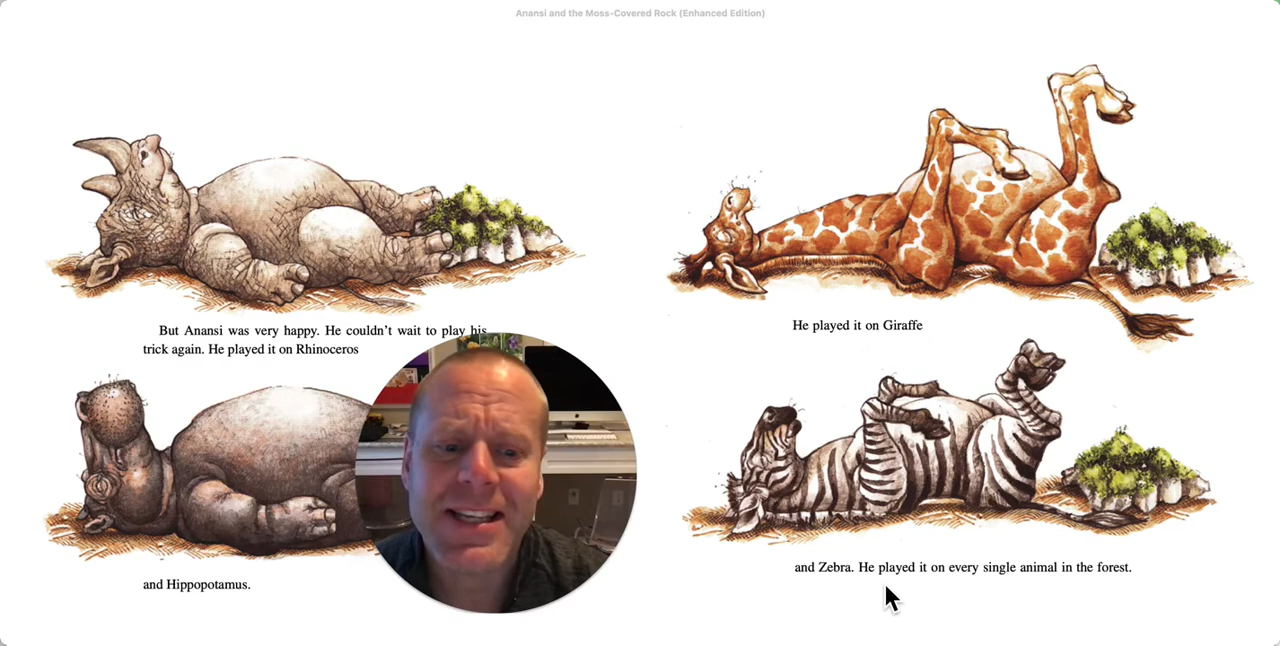 Anansi and the Moss-Covered Rock (Enhanced Edition)
But Anansi was very happy. He couldn't wait to play his
trick again. He played it on Rhinoceros
and Hippopotamus.
He played it on Giraffe
and Zebra. He played it on every single animal in the forest.